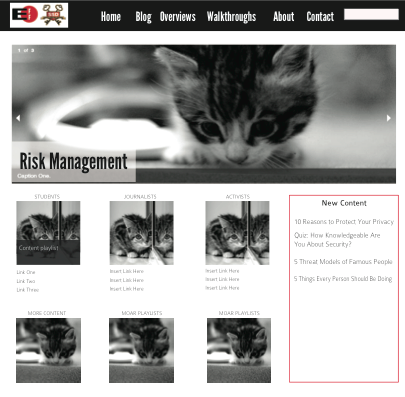 Home Blog Overviews Walkthroughs About Contact
1 of 8
Risk Management
Caption One.
STUDENTS
Content playlist
Link One
Link Two
Link Three
JOURNALISTS
Insert Link Here
Insert Link Here
Insert Link Here
ACTIVISTS
Insert Link Here
Insert Link Here
Insert Link Here
New Content
10 Reasons to Protect Your Privacy
Quiz: How Knowledgeable Are
You About Security?
5 Threat Models of Famous People
5 Things Every Person Should Be Doing
MORE CONTENT
MOAR PLAYLISTS
MOAR PLAYLISTS